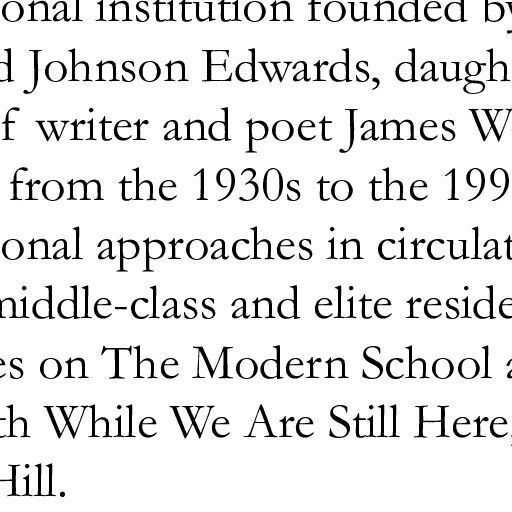 onal institution founded by
d Johnson Edwards, daugh
f writer and poet James W
from the 1930s to the 199
onal approaches in circulat
middle-class and elite reside
es on The Modern School a
th While We Are Still Here,
Hill.